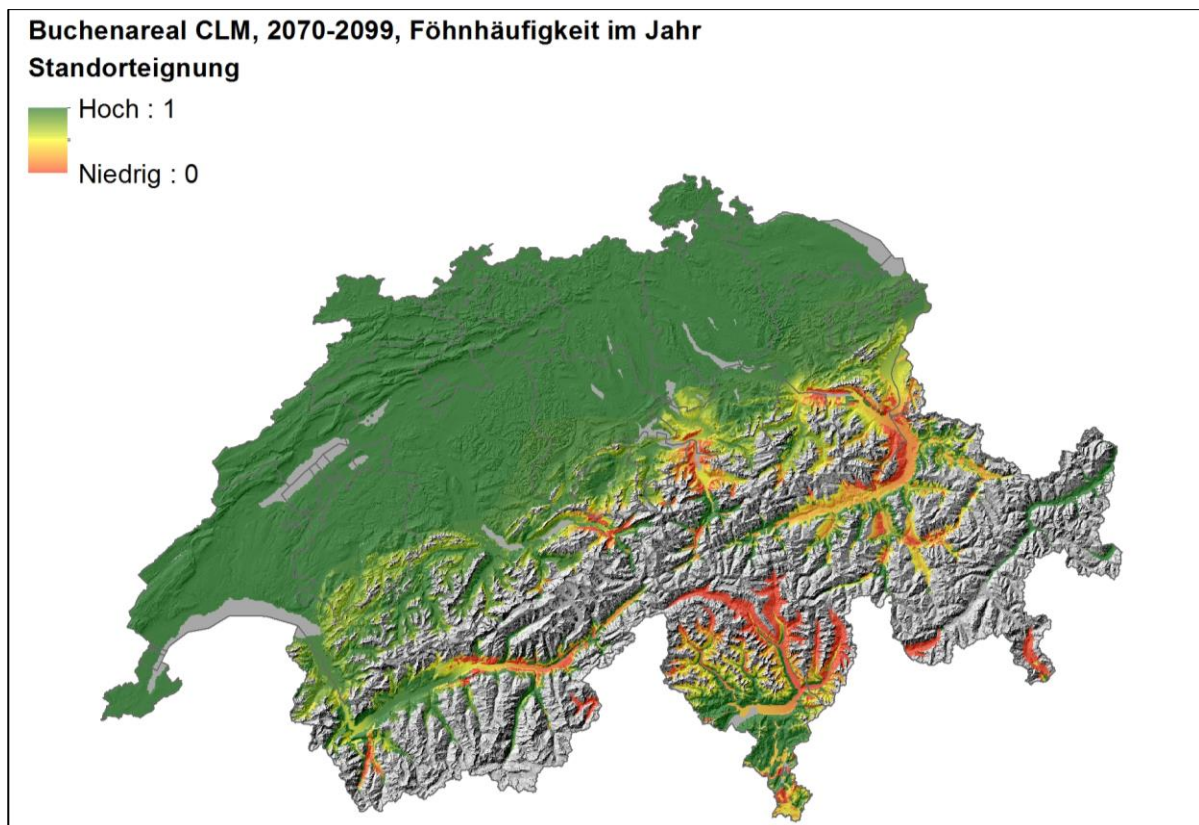 Buchenareal CLM, 2070-2099, Föhnhäufigkeit im Jahr
Standorteignung
Hoch : 1
Niedrig : 0